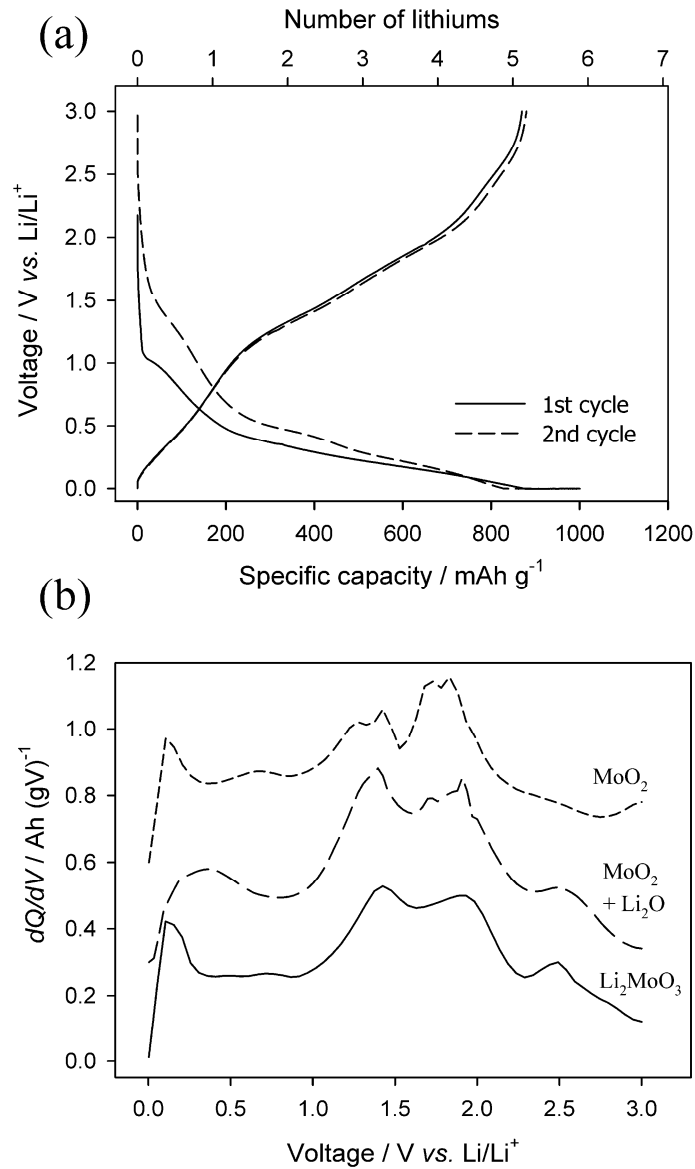 (a)
Number of lithiums
0 1 2 3 4 5 6 7
3.0
2.5
2.0
1.5
1.0
0.5
0.0
Voltage / V vs. Li/Li⁺
1st cycle
2nd cycle
0 200 400 600 800 1000 1200
Specific capacity / mAh g⁻¹
(b)
1.2
1.0
0.8
0.6
0.4
0.2
0.0
dQ/dV / Ah (gV)⁻¹
MoO₂
MoO₂
+ Li₂O
Li₂MoO₃
0.0 0.5 1.0 1.5 2.0 2.5 3.0
Voltage / V vs. Li/Li⁺